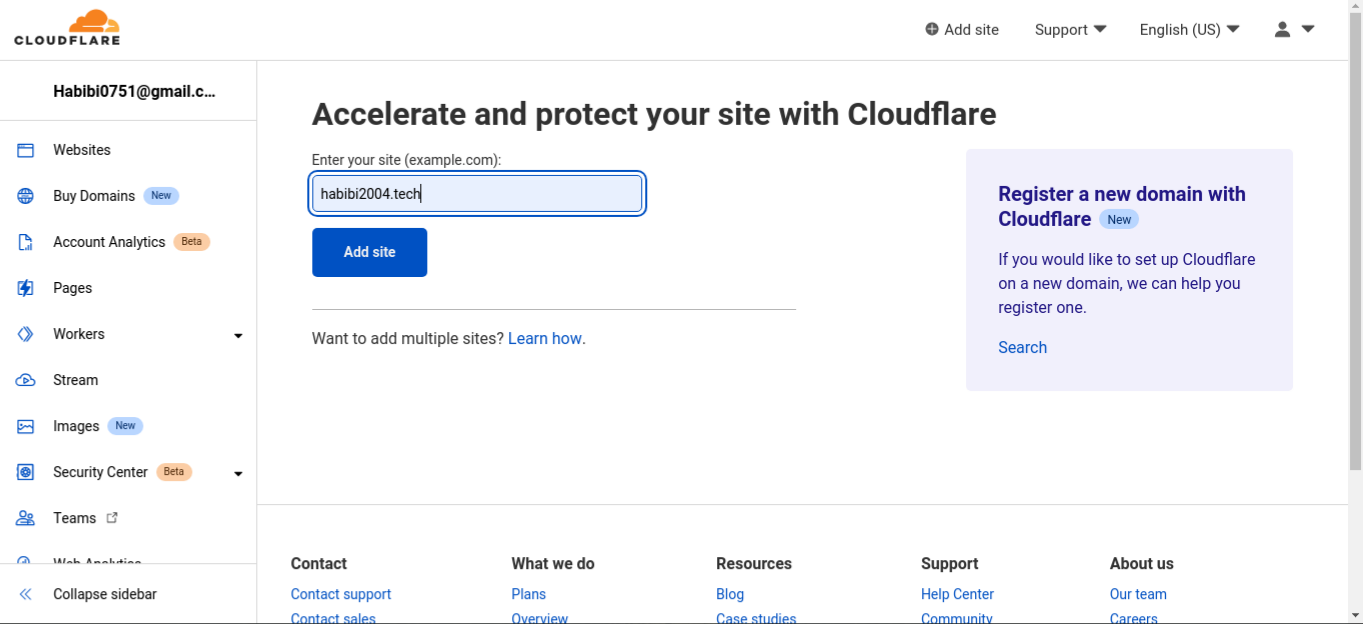 CLOUDFLARE
Add site
Support
English (US)
Habibi0751@gmail.c...
Websites
Buy Domains New
Account Analytics Beta
Pages
Workers
Stream
Images New
Security Center Beta
Teams
Web Analytics
Collapse sidebar
Accelerate and protect your site with Cloudflare
Enter your site (example.com):
habibi2004.tech
Add site
Want to add multiple sites? Learn how.
Register a new domain with
Cloudflare New
If you would like to set up Cloudflare
on a new domain, we can help you
register one.
Search
Contact
Contact support
Contact sales
What we do
Plans
Overview
Resources
Blog
Case studies
Support
Help Center
Community
About us
Our team
Careers